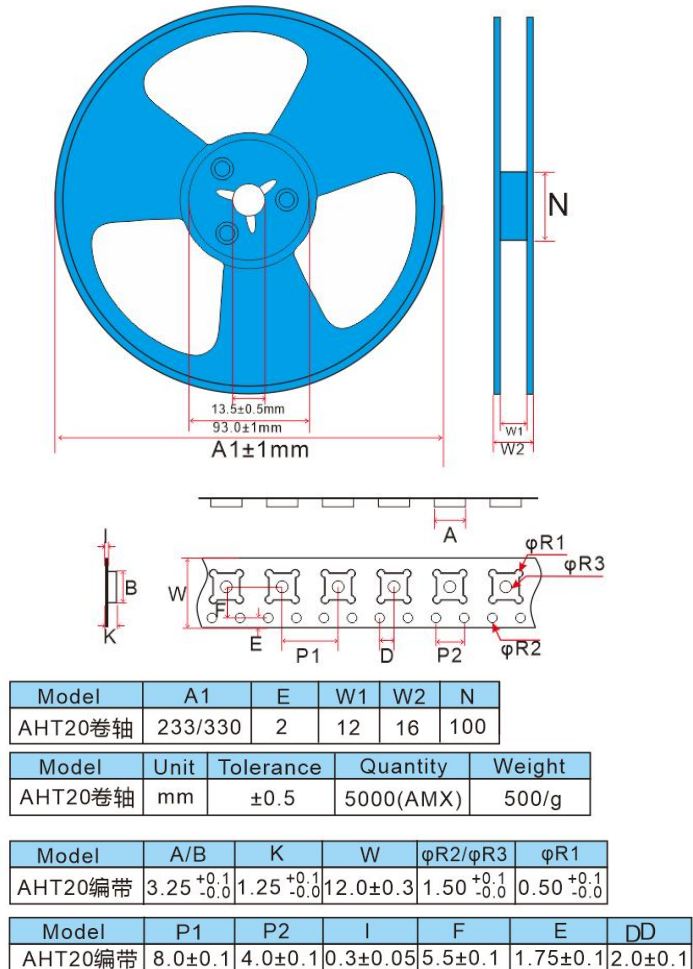 N
13.5±0.5mm
93.0±1mm
A1±1mm
W1
W2
A
I
B
K
W
F
E
P1
D
P2
φR1
φR3
φR2
Model A1 E W1 W2 N
AHT20卷轴 233/330 2 12 16 100
Model Unit Tolerance Quantity Weight
AHT20卷轴 mm ±0.5 5000(AMX) 500/g
Model A/B K W φR2/φR3 φR1
AHT20编带 3.25 +0.1 -0.0 1.25 +0.1 -0.0 12.0±0.3 1.50 +0.1 -0.0 0.50 +0.1 -0.0
Model P1 P2 I F E DD
AHT20编带 8.0±0.1 4.0±0.1 0.3±0.05 5.5±0.1 1.75±0.1 2.0±0.1